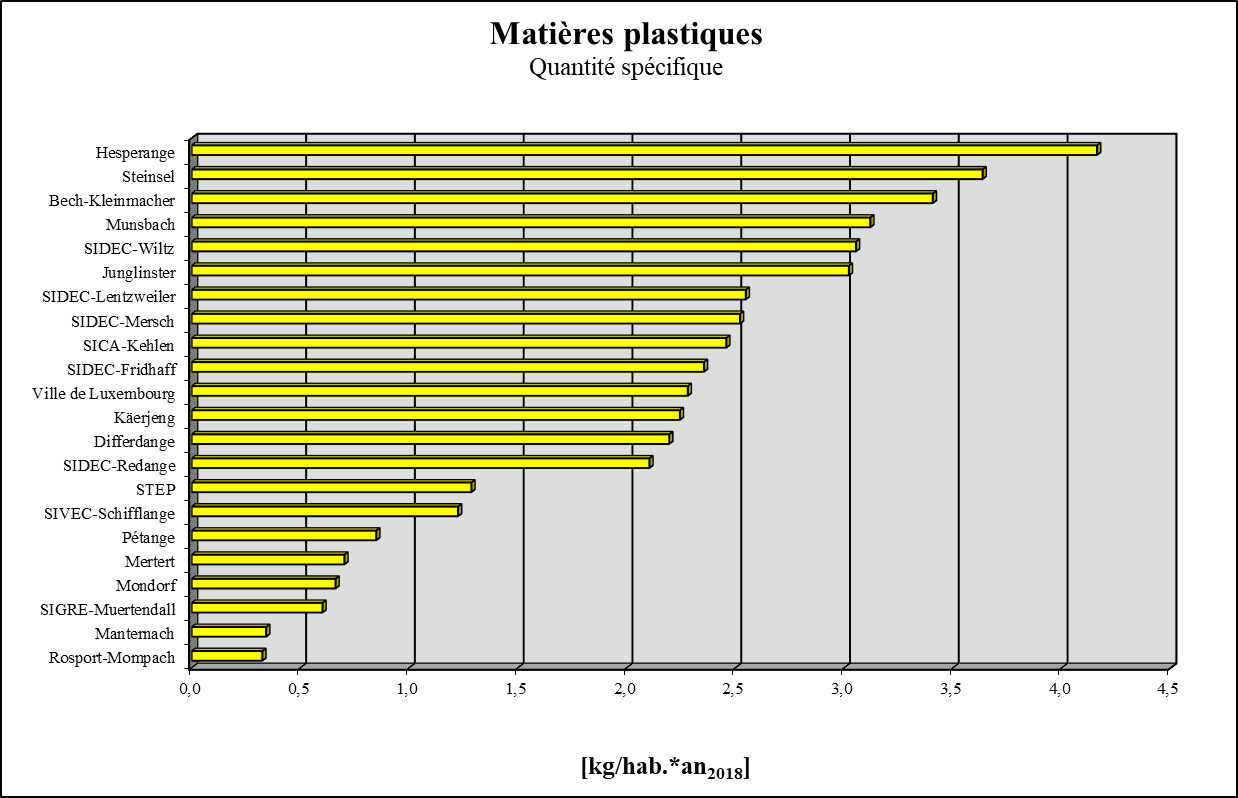 Matières plastiques
Quantité spécifique
Hesperange
Steinsel
Bech-Kleinmacher
Munsbach
SIDEC-Wiltz
Junglinster
SIDEC-Lentzweiler
SIDEC-Mersch
SICA-Kehlen
SIDEC-Fridhaff
Ville de Luxembourg
Käerjeng
Differdange
SIDEC-Redange
STEP
SIVEC-Schifflange
Pétange
Mertert
Mondorf
SIGRE-Muertendall
Manternach
Rosport-Mompach
0,0 0,5 1,0 1,5 2,0 2,5 3,0 3,5 4,0 4,5
[kg/hab.*an2018]